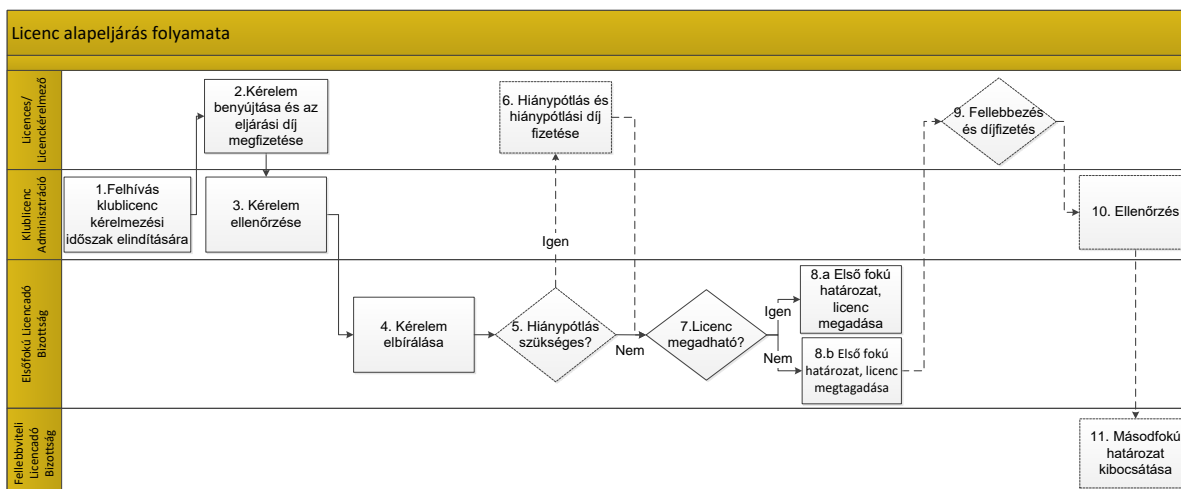 Licenc alapeljárás folyamata
Licences/
Licenckérelmező
2.Kérelem
benyújtása és az
eljárási díj
megfizetése
6. Hiánypótlás és
hiánypótlási díj
fizetése
9. Fellebbezés
és díjfizetés
Klublicenc
Adminisztráció
1.Felhívás
klublicenc
kérelmezési
időszak elindítására
3. Kérelem
ellenőrzése
10. Ellenőrzés
Igen
Elsőfokú Licencadó
Bizottság
4. Kérelem
elbírálása
5. Hiánypótlás
szükséges?
Nem
7.Licenc
megadható?
Igen
Nem
8.a Első fokú
határozat,
licenc
megadása
8.b Első fokú
határozat, licenc
megtagadása
Fellebbviteli
Licencadó
Bizottság
11. Másodfokú
határozat
kibocsátása